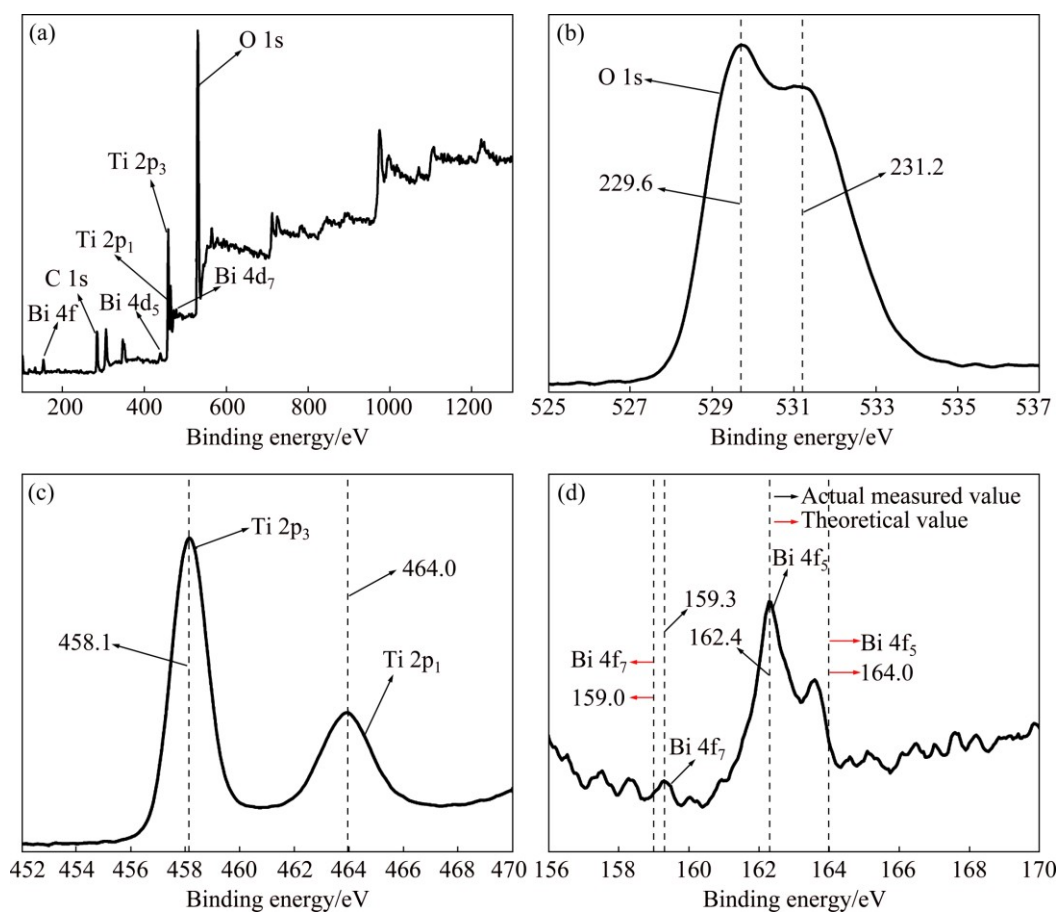 (a)
O 1s
Ti 2p₃
Ti 2p₁
C 1s
Bi 4f
Bi 4d₅
Bi 4d₇
200 400 600 800 1000 1200
Binding energy/eV
(b)
O 1s
229.6
231.2
525 527 529 531 533 535 537
Binding energy/eV
(c)
Ti 2p₃
464.0
458.1
Ti 2p₁
452 454 456 458 460 462 464 466 468 470
Binding energy/eV
(d)
Actual measured value
Theoretical value
Bi 4f₅
159.3
162.4
Bi 4f₅
Bi 4f₇
164.0
159.0
Bi 4f₇
156 158 160 162 164 166 168 170
Binding energy/eV